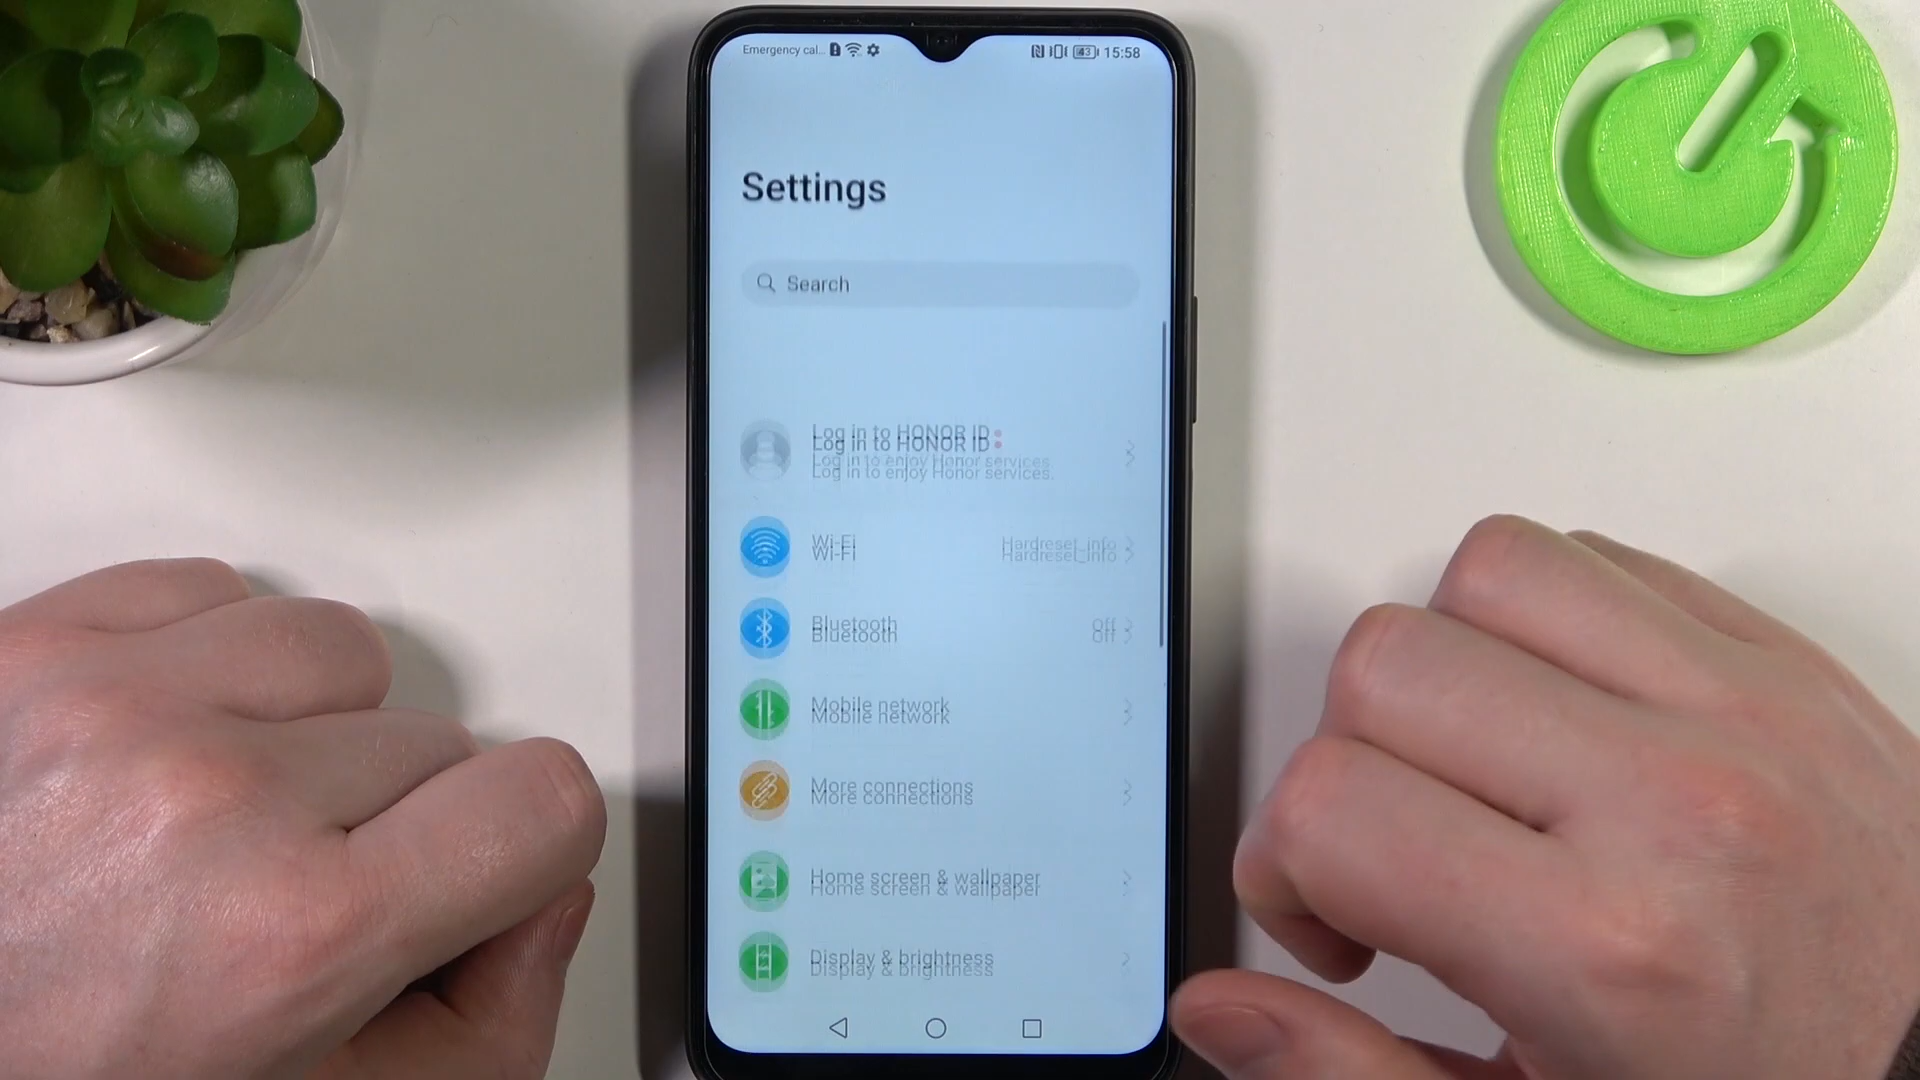 Emergency cal... 43 15:58
Settings
Search
Log in to HONOR ID
Log in to enjoy Honor services.
Wi-Fi Hardreset_info
Bluetooth Off
Mobile network
More connections
Home screen & wallpaper
Display & brightness